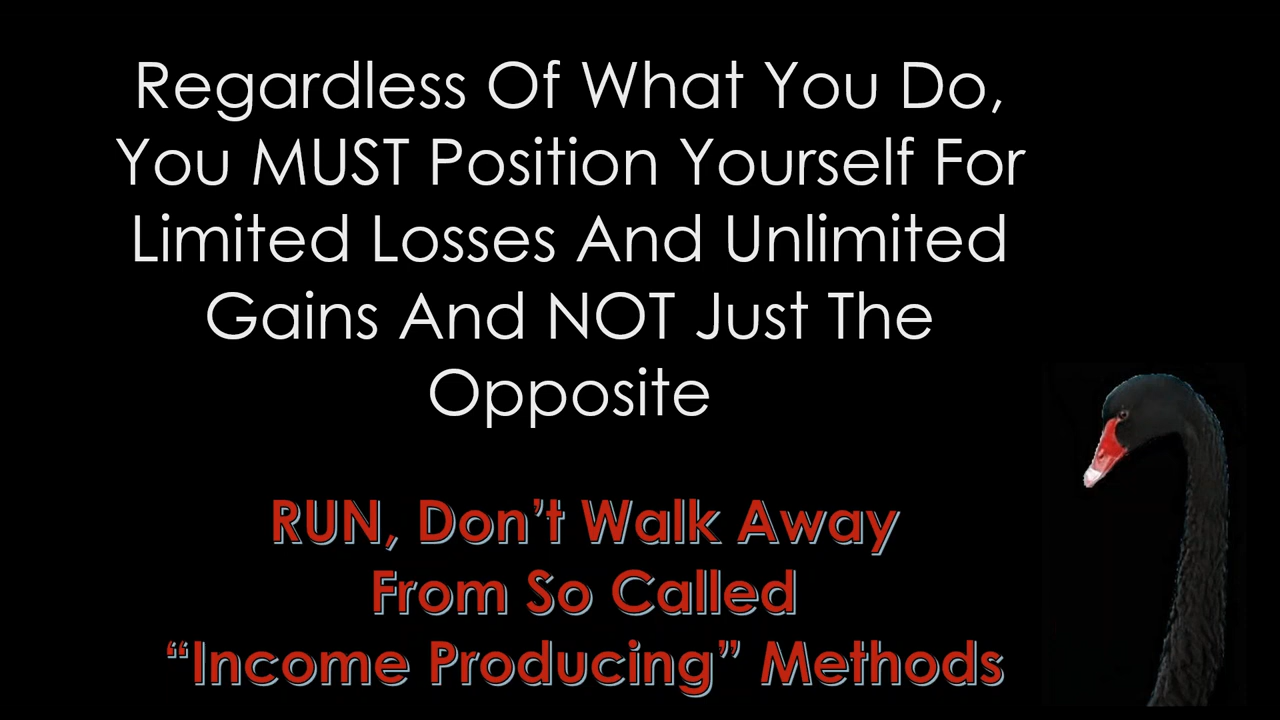 Regardless Of What You Do,
You MUST Position Yourself For
Limited Losses And Unlimited
Gains And NOT Just The
Opposite
RUN, Don’t Walk Away
From So Called
“Income Producing” Methods